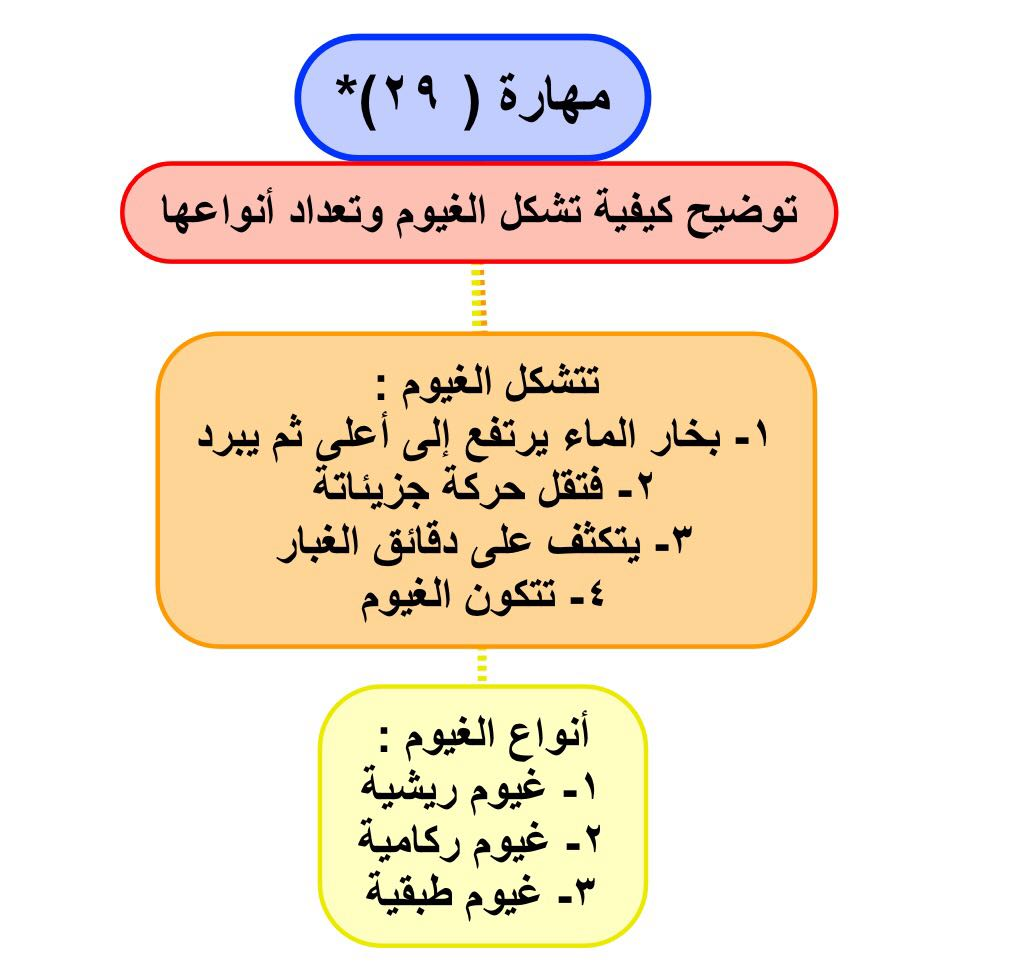 مهارة ( ٢٩)*
توضيح كيفية تشكل الغيوم وتعداد أنواعها
تتشكل الغيوم :
١- بخار الماء يرتفع إلى أعلى ثم يبرد
٢- فتقل حركة جزيئاتة
٣- يتكثف على دقائق الغبار
٤- تتكون الغيوم
أنواع الغيوم :
١- غيوم ريشية
٢- غيوم ركامية
٣- غيوم طبقية